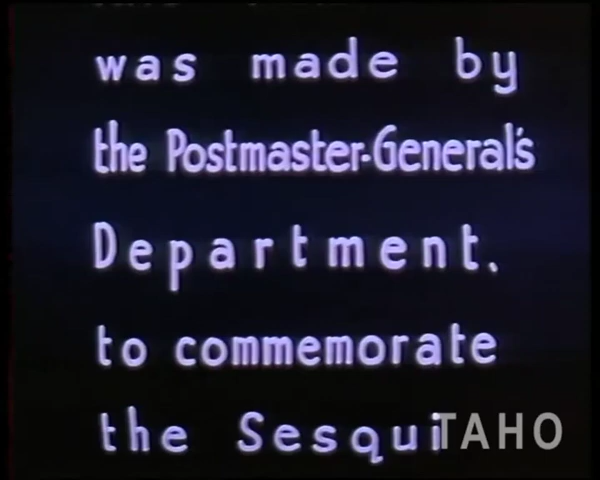 was made by
the Postmaster-General's
Department,
to commemorate
the Sesqui
TAHO